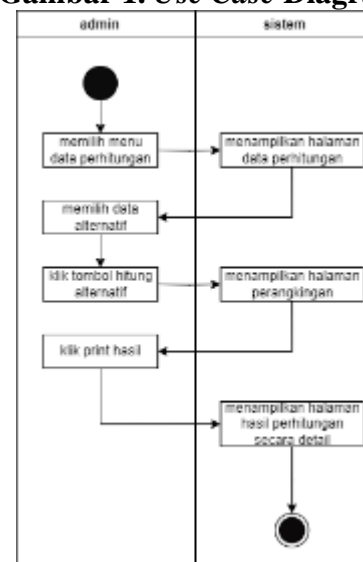 Gambar 1. Use Case Diagra
admin
sistem
memilih menu
data perhitungan
menampilkan halaman
data perhitungan
memilih data
alternatif
klik tombol hitung
alternatif
menampilkan halaman
perangkingan
klik print hasil
menampilkan halaman
hasil perhitungan
secara detail